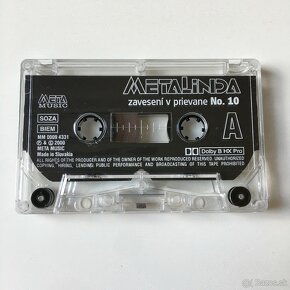 META
MUSIC
METALINDA
zavesení v prievane No. 10
SOZA
BIEM
A
MM 0009 4331
℗ & © 2000
META MUSIC
Made in Slovakia
Dolby B HX Pro
ALL RIGHTS OF THE PRODUCER AND OF THE OWNER OF THE WORK REPRODUCED RESERVED. UNAUTHORIZED
COPYING, HIRING, LENDING, PUBLIC PERFORMANCE AND BROADCASTING OF THIS TAPE PROHIBITED.